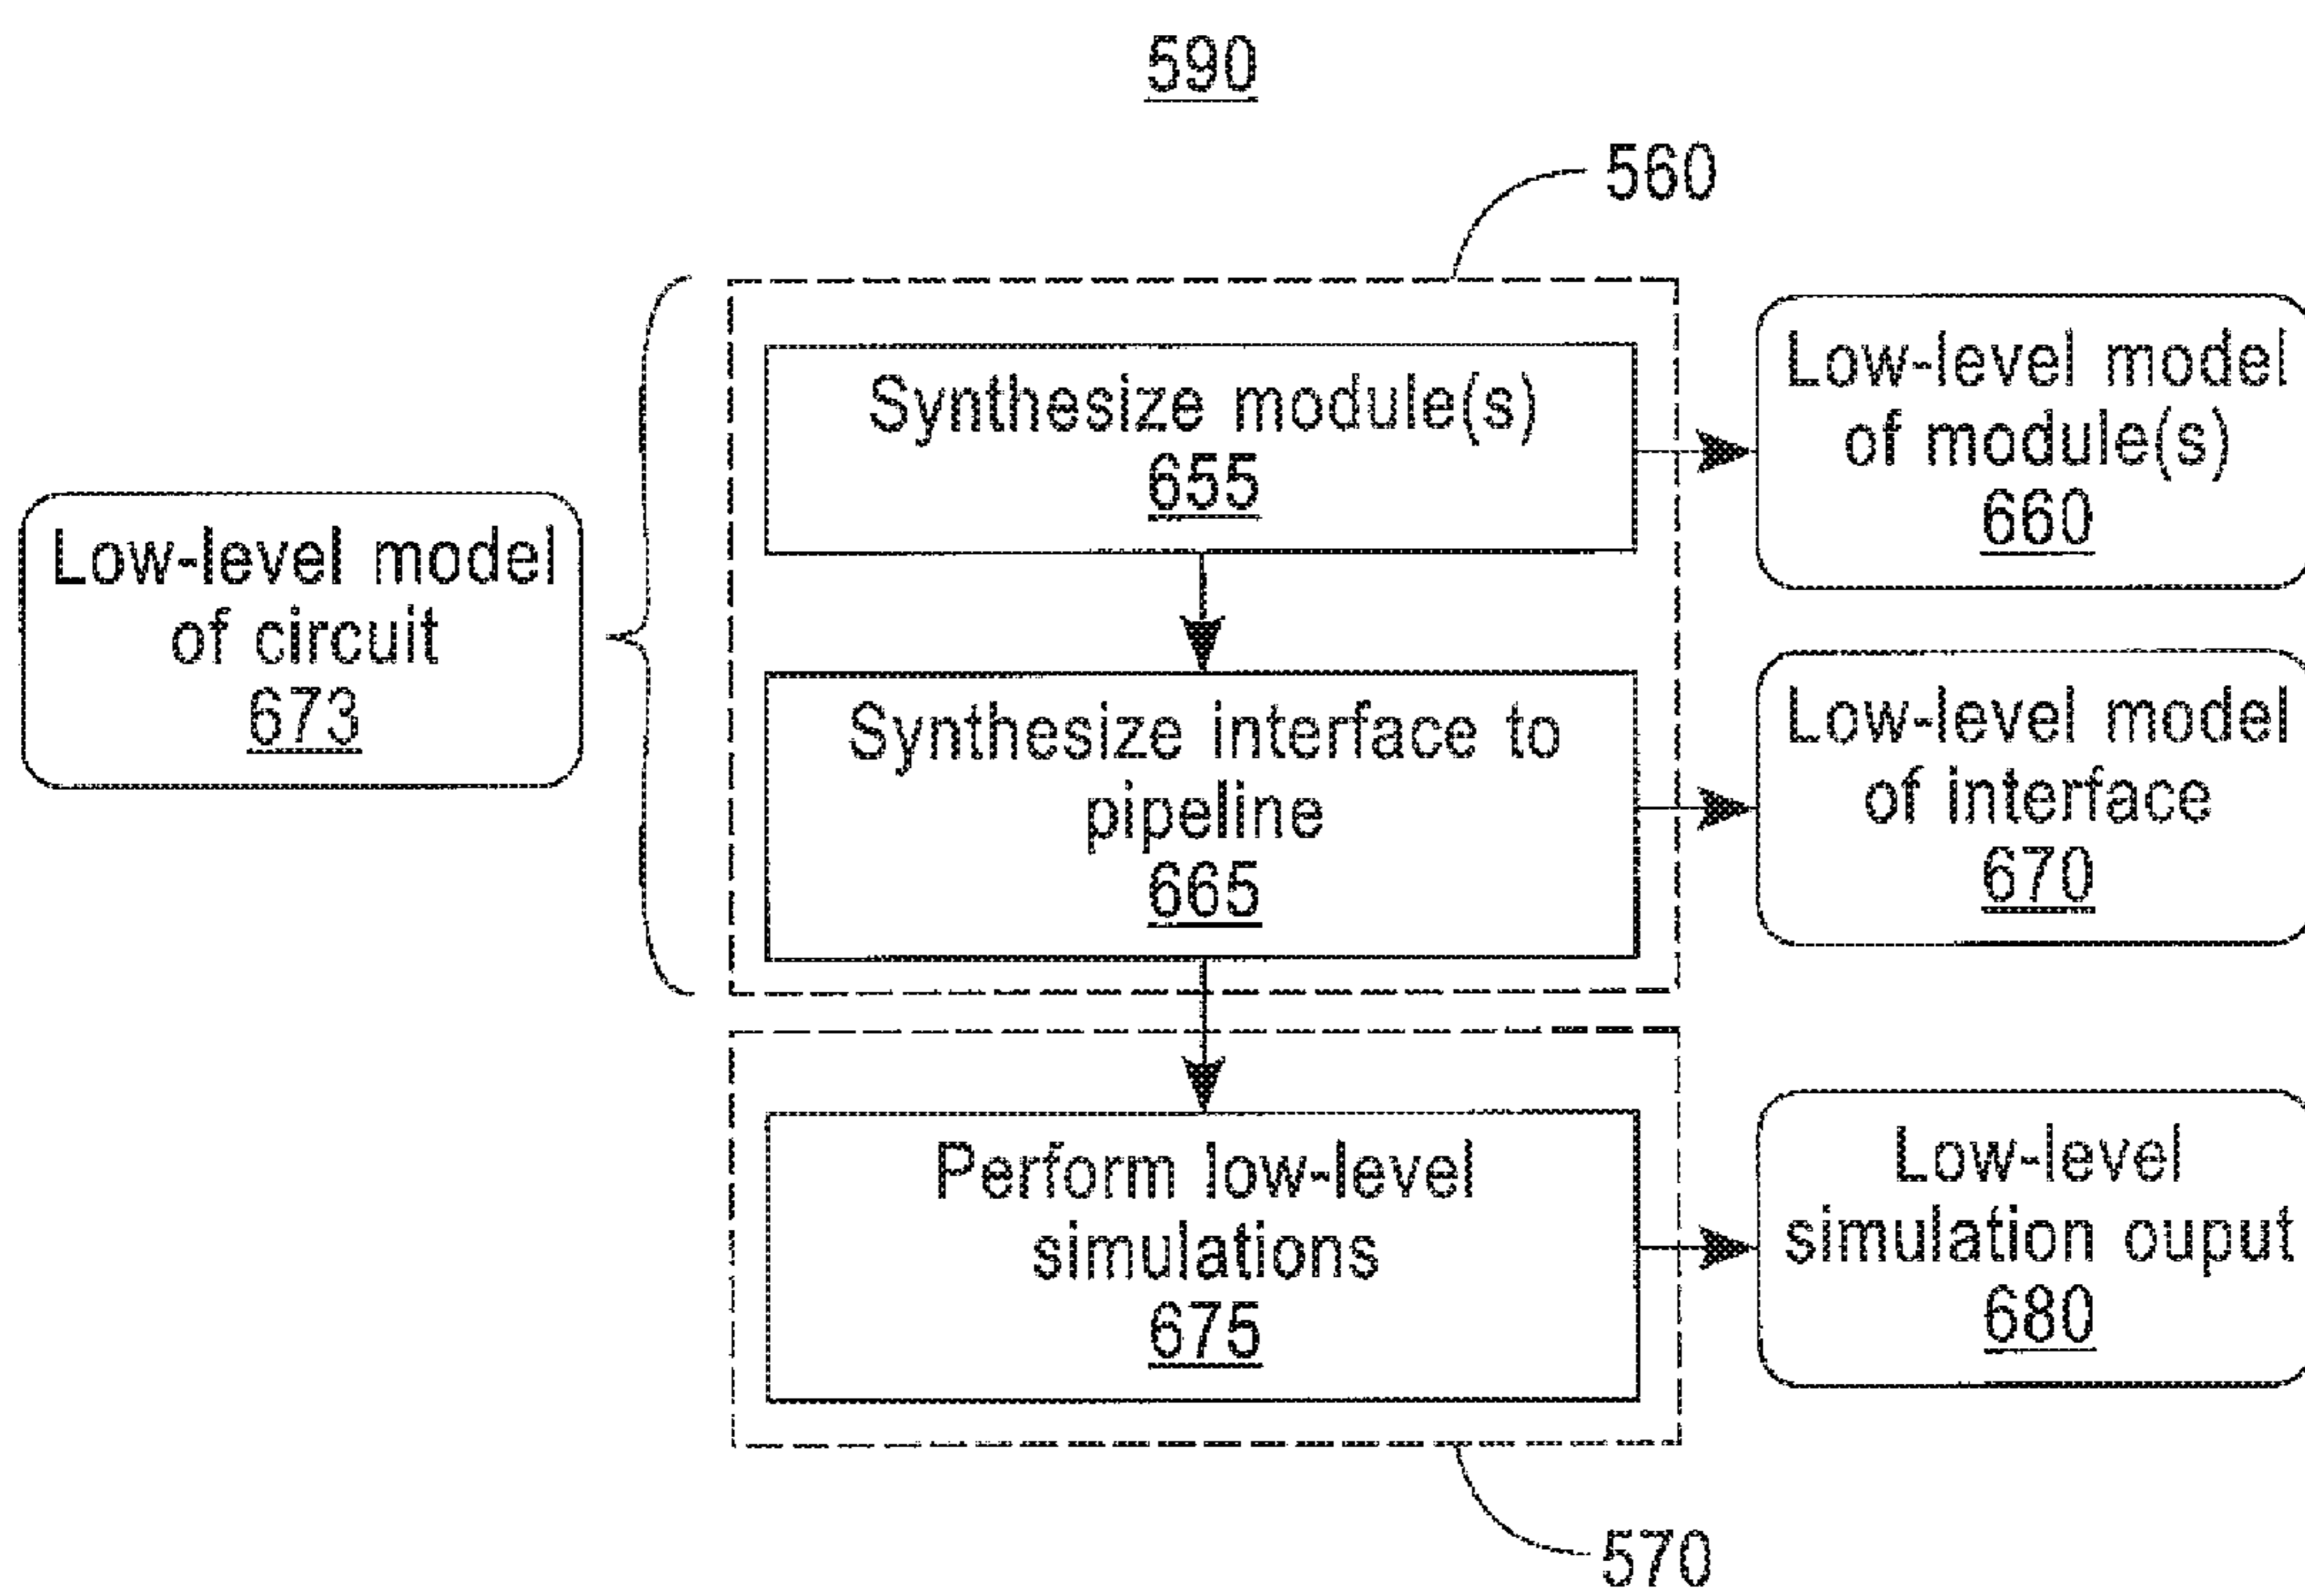 590
560
Synthesize module(s)
655
Low-level model
of module(s)
660
Low-level model
of circuit
673
Synthesize interface to
pipeline
665
Low-level model
of interface
670
Perform low-level
simulations
675
Low-level
simulation ouput
680
570